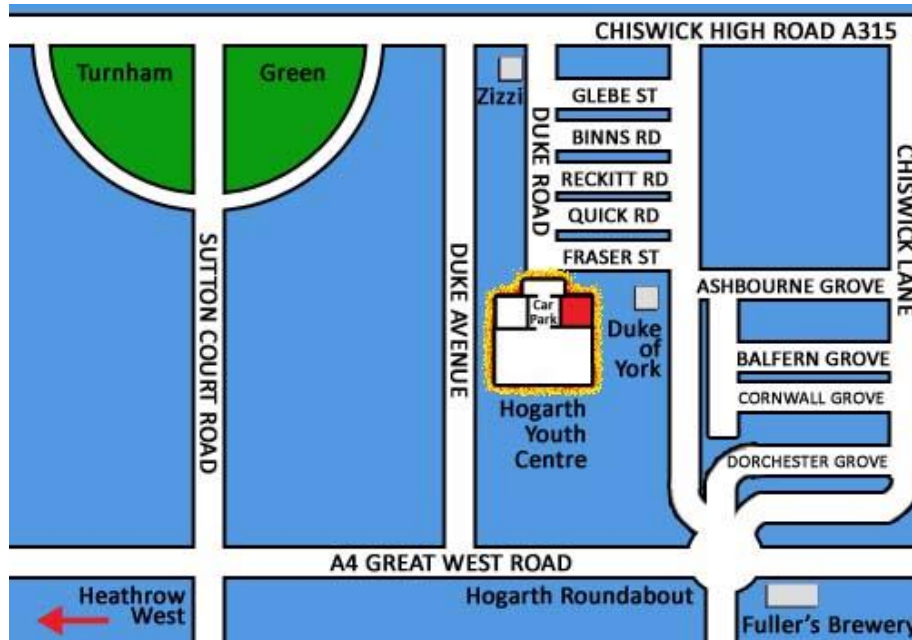 CHISWICK HIGH ROAD A315
Turnham
Green
Zizzi
DUKE ROAD
GLEBE ST
BINNS RD
RECKITT RD
QUICK RD
FRASER ST
CHISWICK LANE
SUTTON COURT ROAD
DUKE AVENUE
ASHBOURNE GROVE
Car
Park
Duke
of
York
BALFERN GROVE
CORNWALL GROVE
Hogarth
Youth
Centre
DORCHESTER GROVE
A4 GREAT WEST ROAD
Heathrow
West
Hogarth Roundabout
Fuller's Brewery